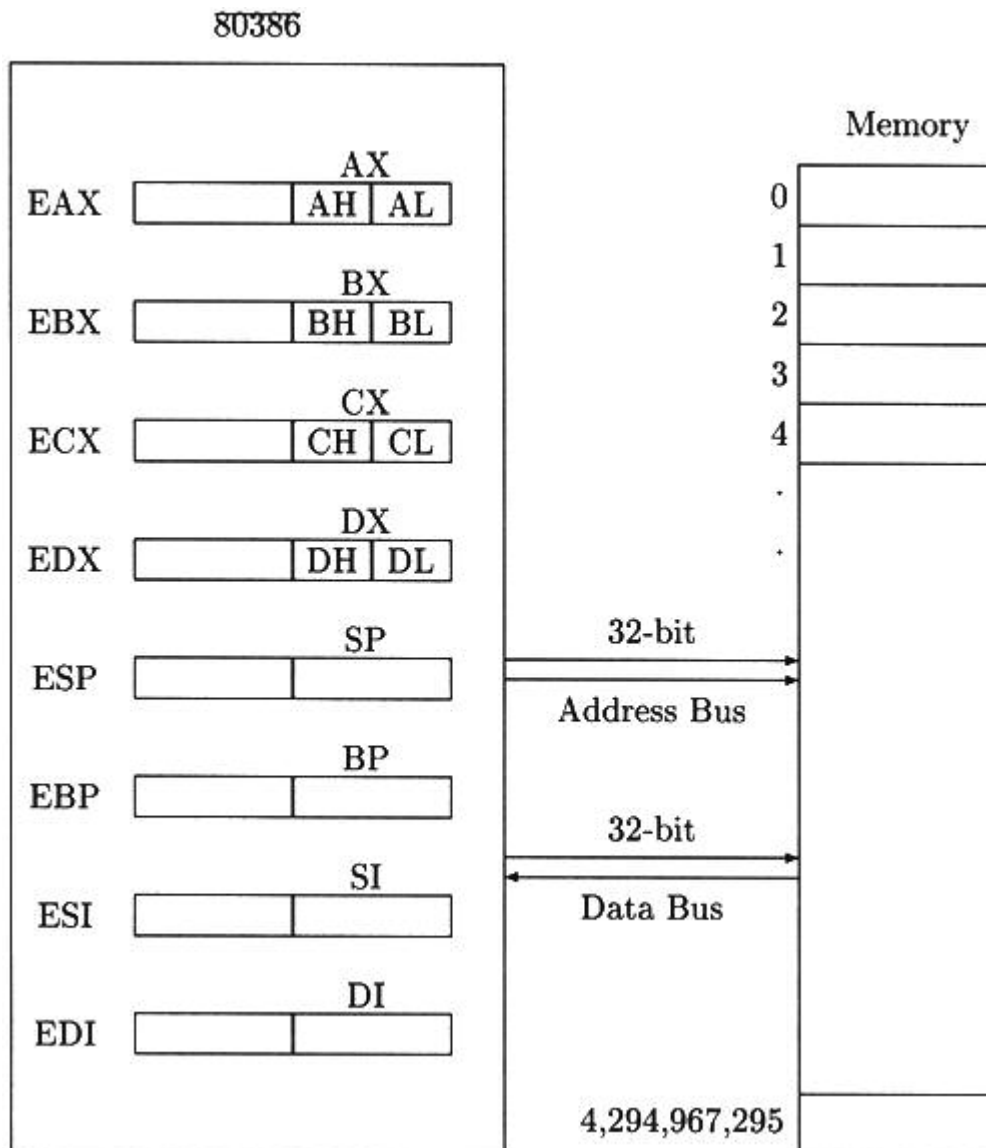 80386
Memory
AX
EAX AH AL
BX
EBX BH BL
CX
ECX CH CL
DX
EDX DH DL
SP
ESP
BP
EBP
SI
ESI
DI
EDI
32-bit
Address Bus
32-bit
Data Bus
0
1
2
3
4
.
.
4,294,967,295